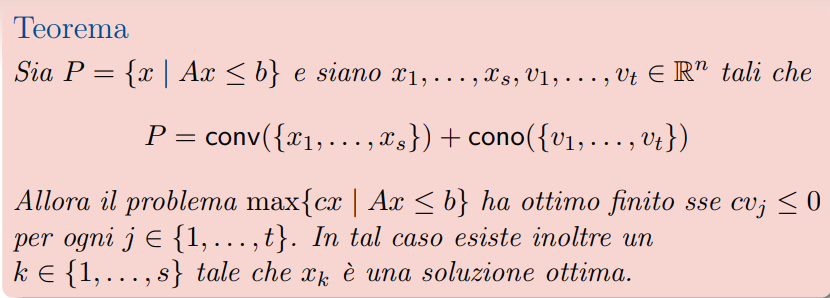 Teorema
Sia P = {x | Ax ≤ b} e siano x₁, . . . , xₛ, v₁, . . . , vₜ ∈ ℝⁿ tali che
P = conv({x₁, . . . , xₛ}) + cono({v₁, . . . , vₜ})
Allora il problema max{cx | Ax ≤ b} ha ottimo finito sse cvⱼ ≤ 0
per ogni j ∈ {1, . . . , t}. In tal caso esiste inoltre un
k ∈ {1, . . . , s} tale che xₖ è una soluzione ottima.